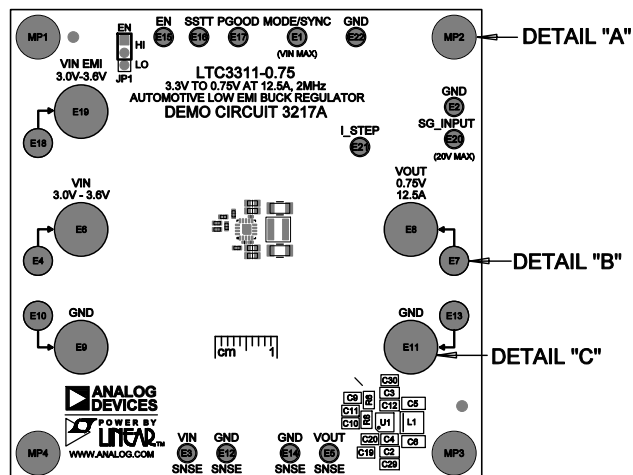 EN SSTT PGOOD MODE/SYNC GND
MP1 E15 E16 E17 E1 E22 MP2
(VIN MAX)
DETAIL "A"
EN
HI
LO
JP1
VIN EMI
3.0V-3.6V
E19
E18
LTC3311-0.75
3.3V TO 0.75V AT 12.5A, 2MHz
AUTOMOTIVE LOW EMI BUCK REGULATOR
DEMO CIRCUIT 3217A
GND
E2
SG_INPUT
E20
(20V MAX)
I_STEP
E21
VIN
3.0V - 3.6V
E6
E4
VOUT
0.75V
12.5A
E8
E7
DETAIL "B"
E10
GND
E9
GND
E13
E11
DETAIL "C"
cm 1
ANALOG
DEVICES
POWER BY
LINEAR™
WWW.ANALOG.COM
C30
C9 R8 C3
C11 C12 C5
C10 R6 U1 L1
C20 C4 C6
C19 C2
C29
MP4
VIN GND GND VOUT
E3 E12 E14 E5
SNSE SNSE SNSE SNSE
MP3